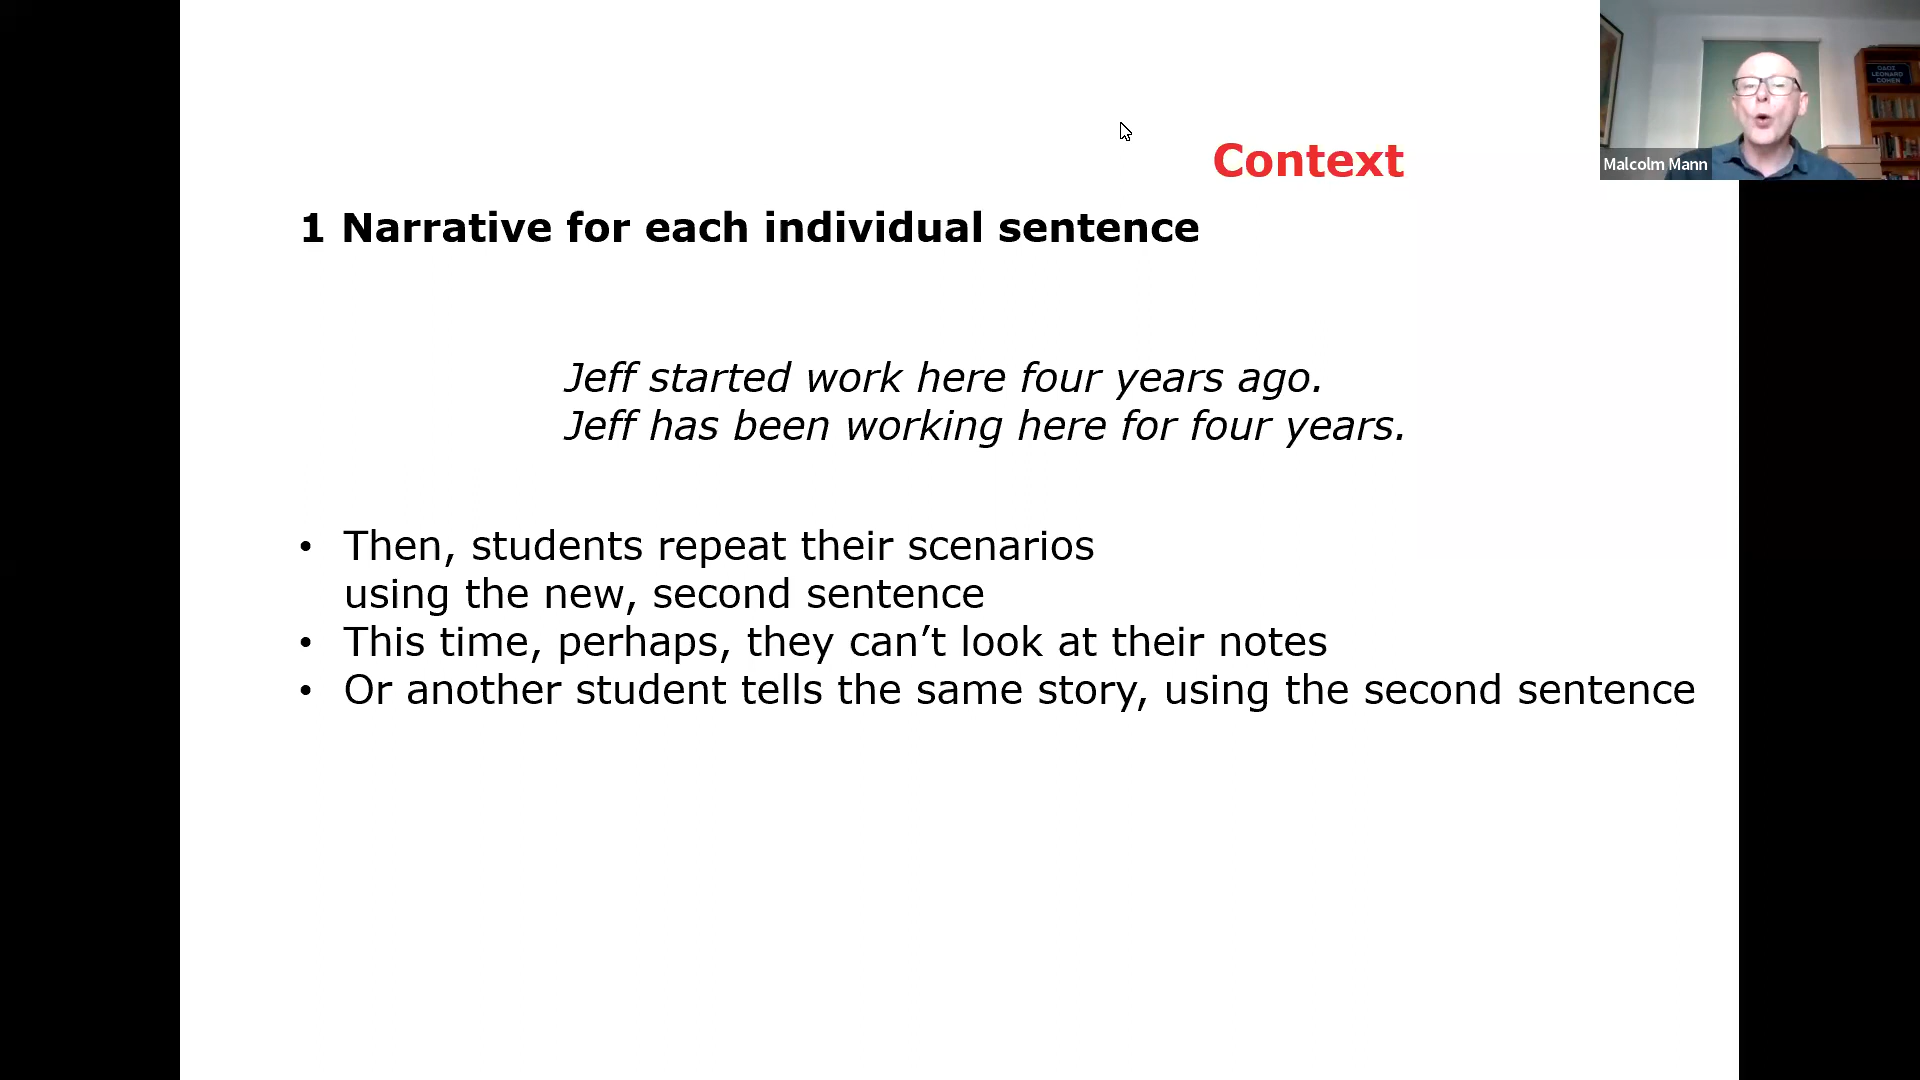 Context
1 Narrative for each individual sentence
Jeff started work here four years ago.
Jeff has been working here for four years.
• Then, students repeat their scenarios
using the new, second sentence
• This time, perhaps, they can’t look at their notes
• Or another student tells the same story, using the second sentence
Malcolm Mann
LEONARD
COHEN